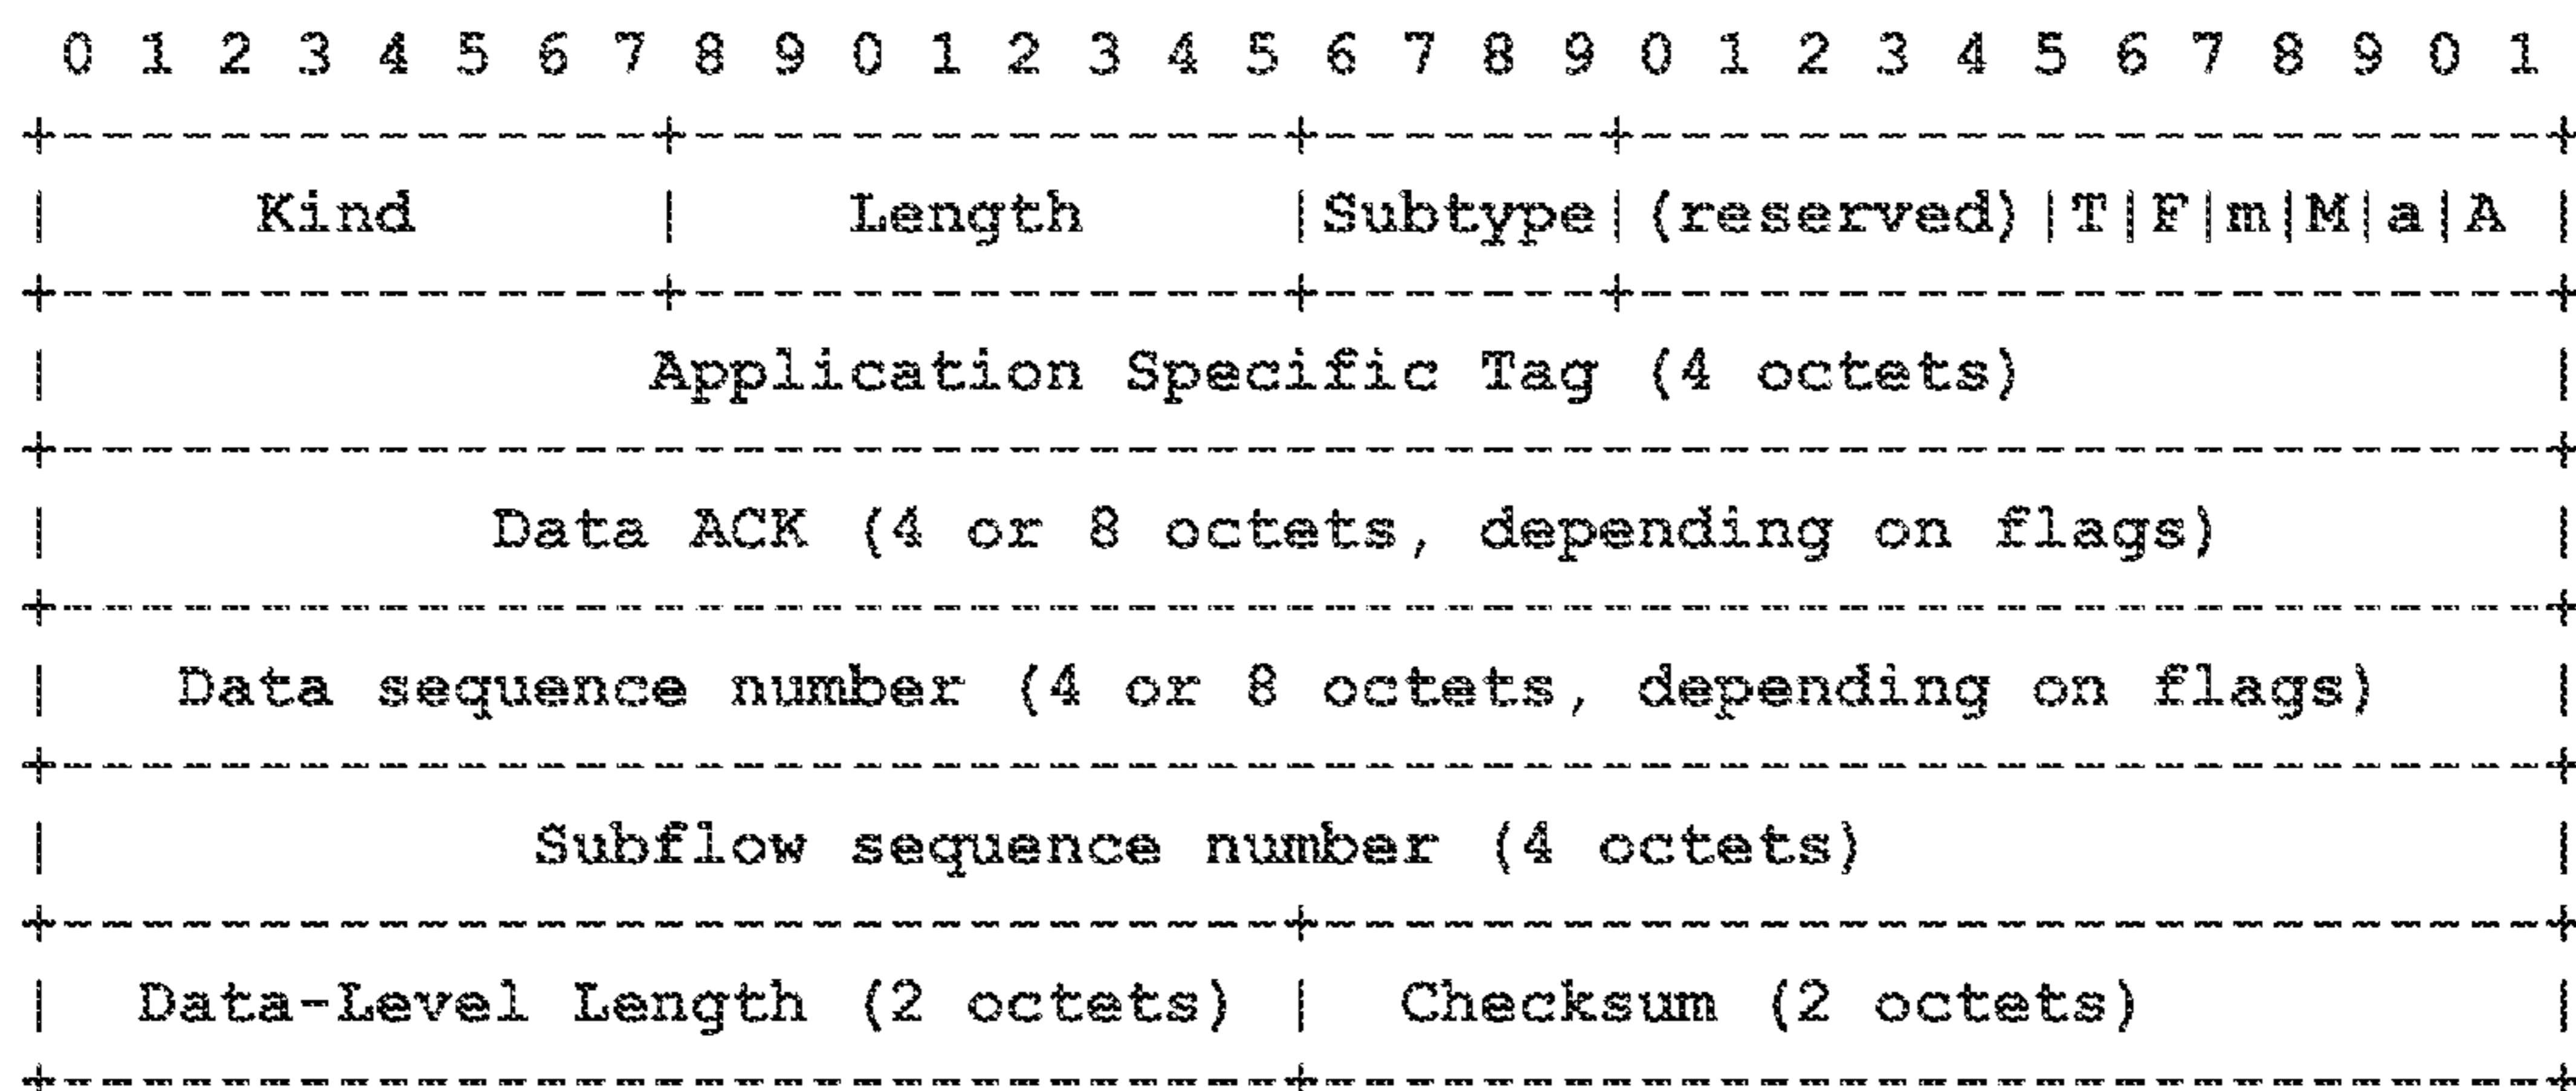 0 1 2 3 4 5 6 7 8 9 0 1 2 3 4 5 6 7 8 9 0 1 2 3 4 5 6 7 8 9 0 1
+---------------+---------------+-------+-----------------------+
|     Kind      |    Length     |Subtype|(reserved)|T|F|m|M|a|A |
+---------------+---------------+-------+-----------------------+
|               Application Specific Tag (4 octets)             |
+---------------------------------------------------------------+
|           Data ACK (4 or 8 octets, depending on flags)        |
+---------------------------------------------------------------+
|   Data sequence number (4 or 8 octets, depending on flags)    |
+---------------------------------------------------------------+
|            Subflow sequence number (4 octets)                 |
+-------------------------------+-------------------------------+
|  Data-Level Length (2 octets) |  Checksum (2 octets)          |
+-------------------------------+-------------------------------+